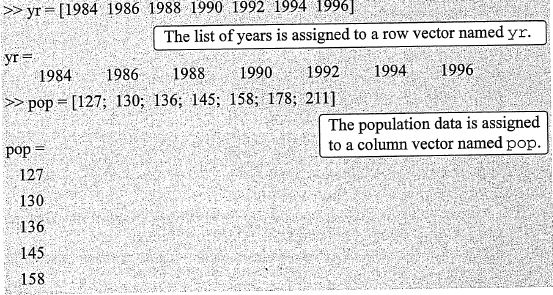 >> yr = [1984 1986 1988 1990 1992 1994 1996]
The list of years is assigned to a row vector named yr.
yr =
1984 1986 1988 1990 1992 1994 1996
>> pop = [127; 130; 136; 145; 158; 178; 211]
The population data is assigned
to a column vector named pop.
pop =
127
130
136
145
158